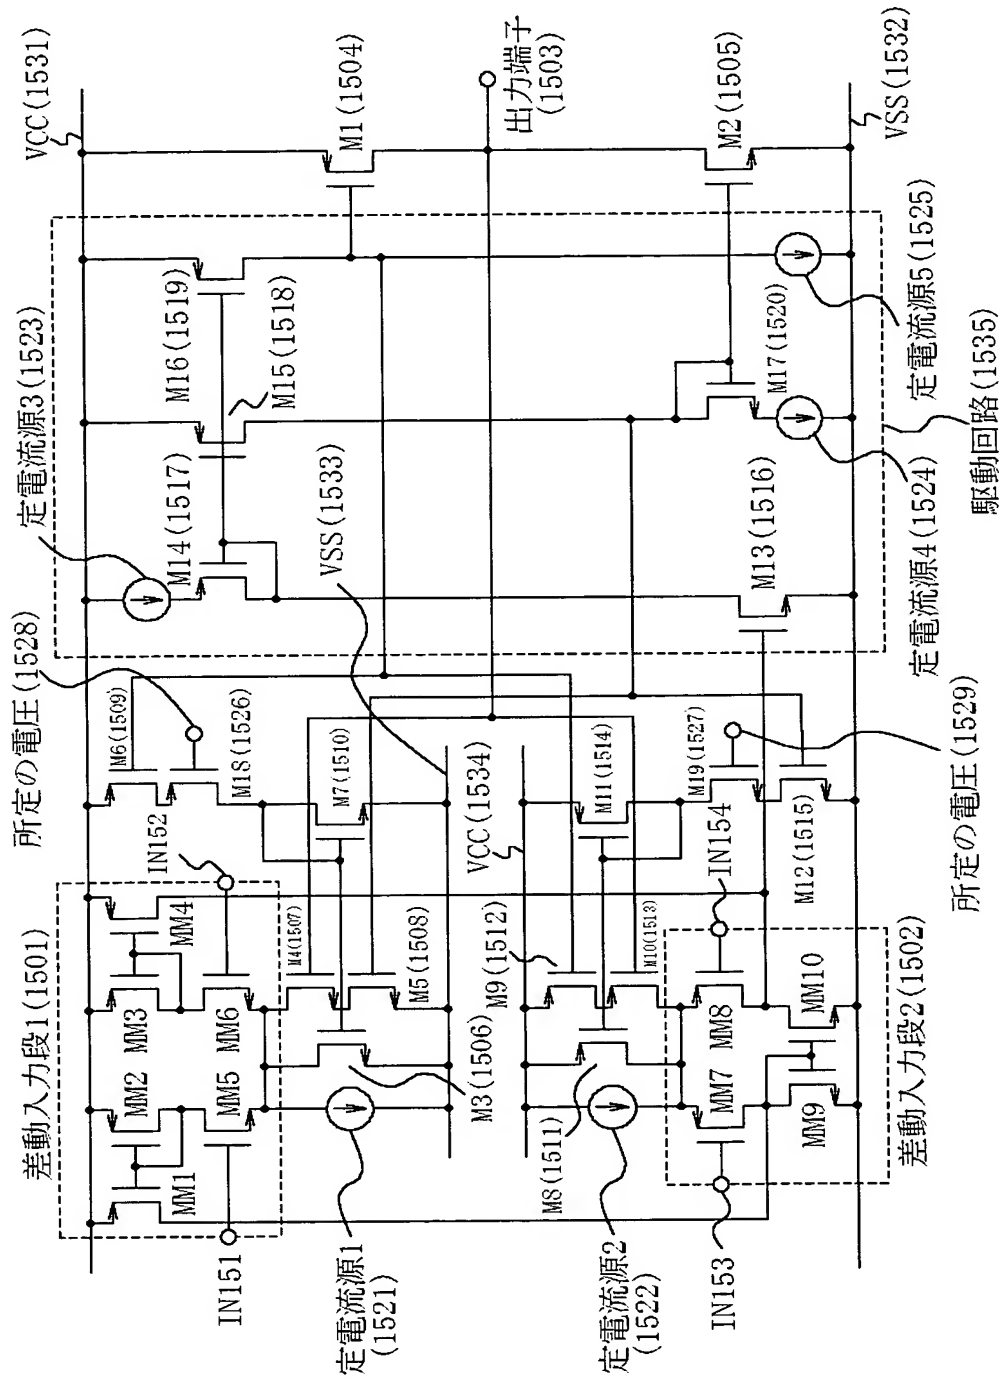 差動入力段1(1501)
IN151
MM1
MM2
MM3
MM4
MM5
MM6
IN152
所定の電圧(1528)
M6(1509)
M18(1526)
M7(1510)
M4(1507)
M5(1508)
M3(1506)
定電流源1
(1521)
定電流源3(1523)
M14(1517)
M16(1519)
M15(1518)
VSS(1533)
VCC(1531)
M1(1504)
出力端子
(1503)
M2(1505)
VSS(1532)
VCC(1534)
M11(1514)
M9(1512)
M10(1513)
M8(1511)
定電流源2
(1522)
M19(1527)
IN154
M12(1515)
所定の電圧(1529)
MM7
MM8
MM9
MM10
IN153
差動入力段2(1502)
M13(1516)
M17(1520)
定電流源4(1524)
定電流源5(1525)
駆動回路(1535)